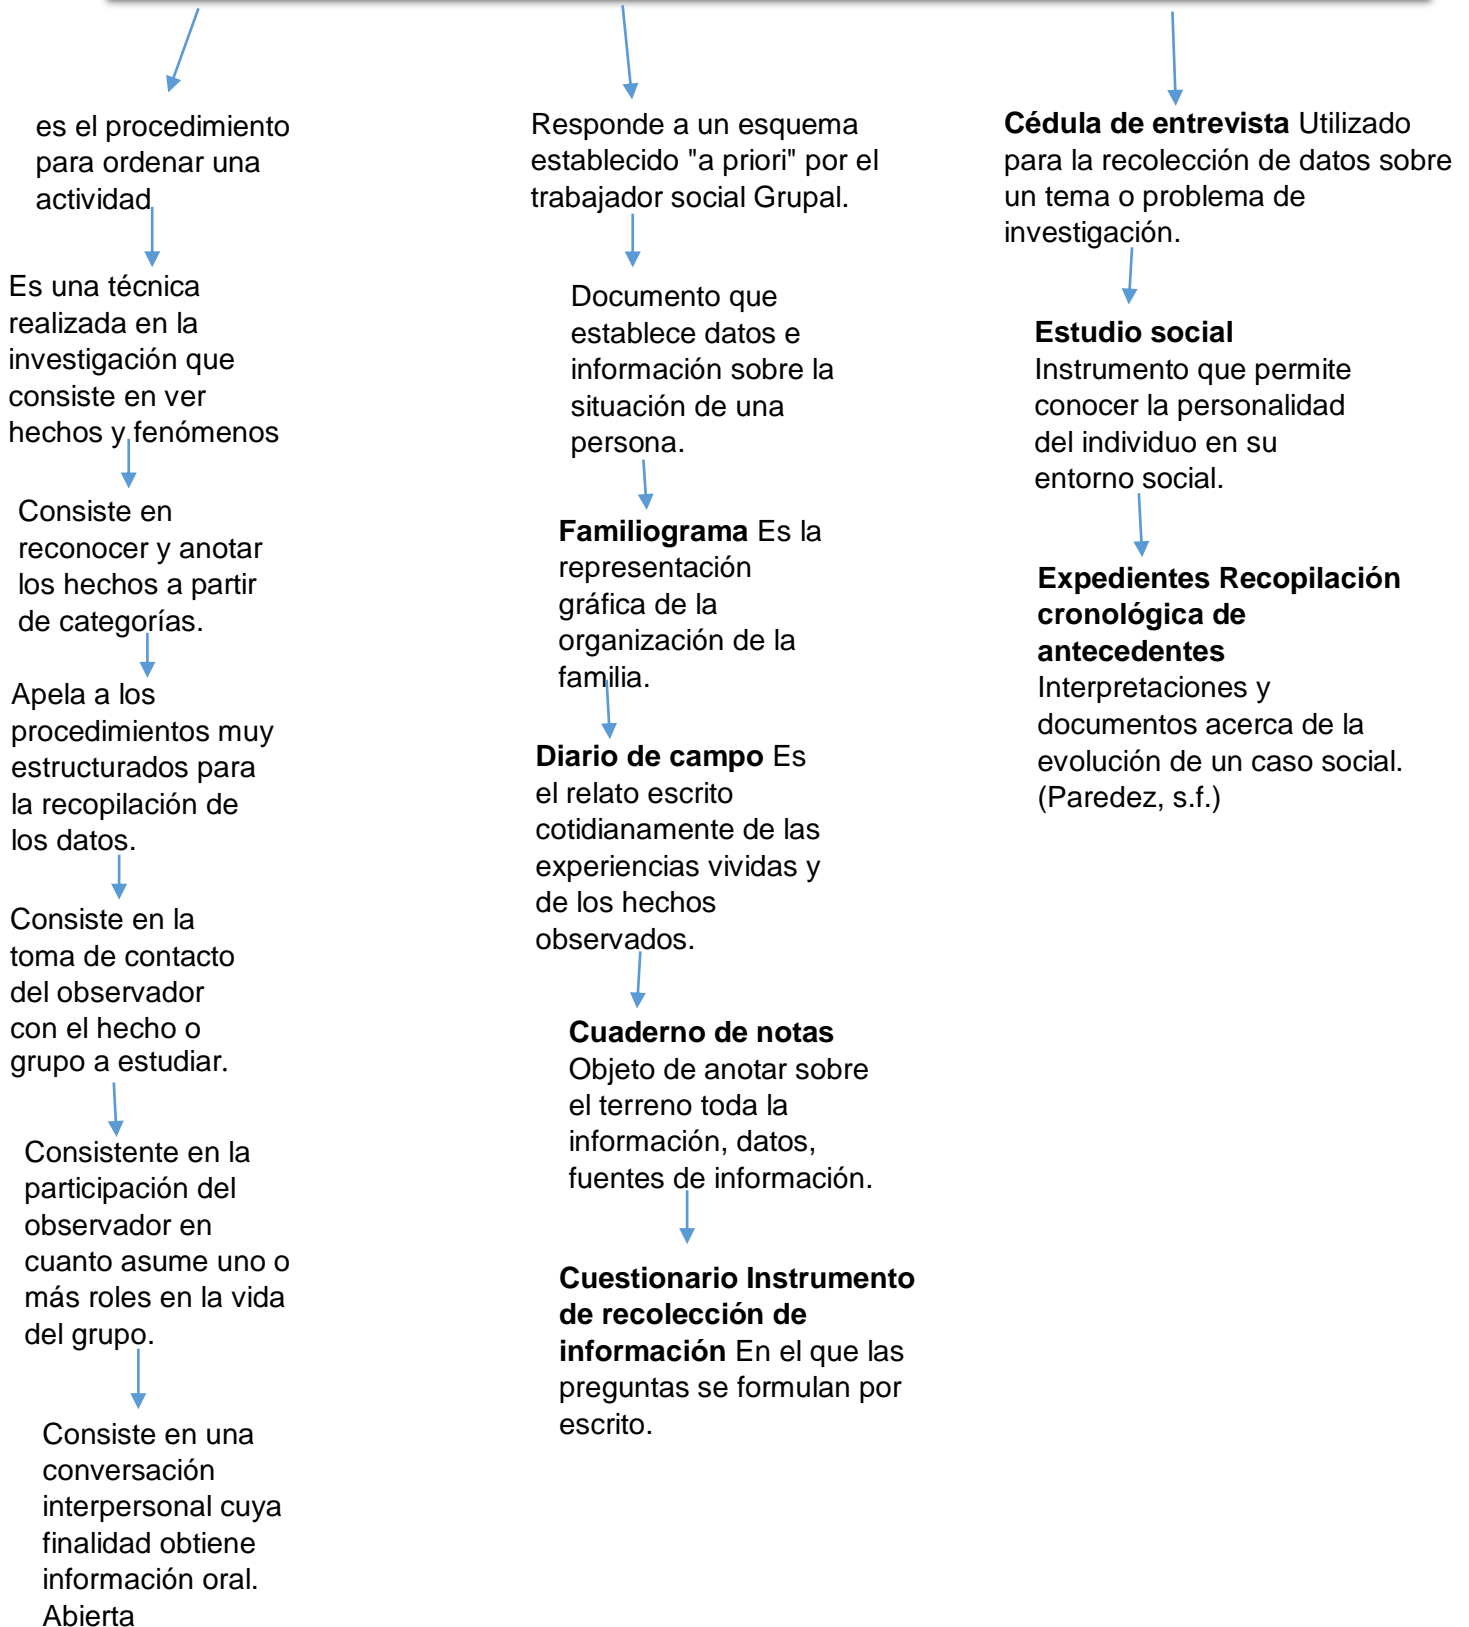 es el procedimiento
para ordenar una
actividad
Es una técnica
realizada en la
investigación que
consiste en ver
hechos y fenómenos
Consiste en
reconocer y anotar
los hechos a partir
de categorías.
Apela a los
procedimientos muy
estructurados para
la recopilación de
los datos.
Consiste en la
toma de contacto
del observador
con el hecho o
grupo a estudiar.
Consistente en la
participación del
observador en
cuanto asume uno o
más roles en la vida
del grupo.
Consiste en una
conversación
interpersonal cuya
finalidad obtiene
información oral.
Abierta
Responde a un esquema
establecido "a priori" por el
trabajador social Grupal.
Documento que
establece datos e
información sobre la
situación de una
persona.
Familiograma Es la
representación
gráfica de la
organización de la
familia.
Diario de campo Es
el relato escrito
cotidianamente de las
experiencias vividas y
de los hechos
observados.
Cuaderno de notas
Objeto de anotar sobre
el terreno toda la
información, datos,
fuentes de información.
Cuestionario Instrumento
de recolección de
información En el que las
preguntas se formulan por
escrito.
Cédula de entrevista Utilizado
para la recolección de datos sobre
un tema o problema de
investigación.
Estudio social
Instrumento que permite
conocer la personalidad
del individuo en su
entorno social.
Expedientes Recopilación
cronológica de
antecedentes
Interpretaciones y
documentos acerca de la
evolución de un caso social.
(Paredez, s.f.)